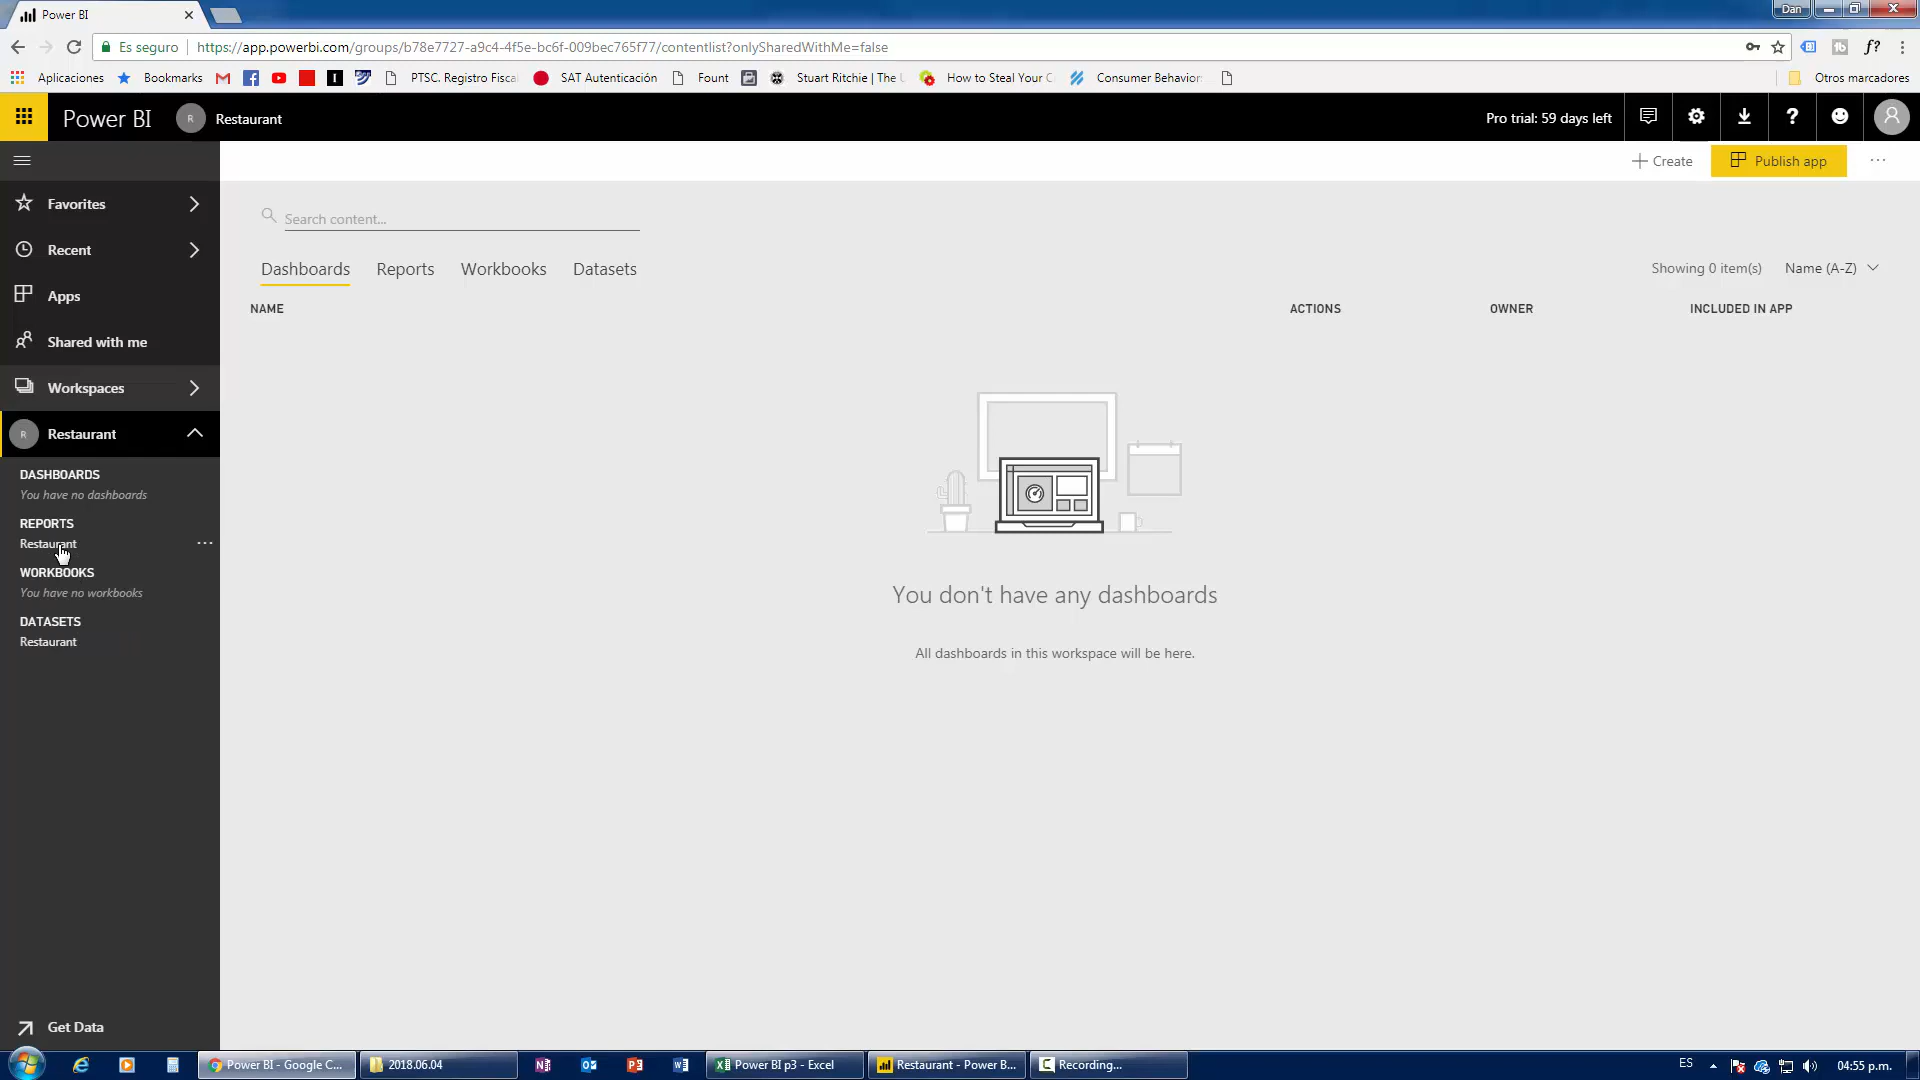 Power BI
Dan
Es seguro
https://app.powerbi.com/groups/b78e7727-a9c4-4f5e-bc6f-009bec765f77/contentlist?onlySharedWithMe=false
Aplicaciones
Bookmarks
PTSC. Registro Fisca
SAT Autenticación
Fount
Stuart Ritchie | The
How to Steal Your C
Consumer Behavior
Otros marcadores
Power BI
R
Restaurant
Pro trial: 59 days left
Create
Publish app
Favorites
Recent
Apps
Shared with me
Workspaces
R
Restaurant
DASHBOARDS
You have no dashboards
REPORTS
Restaurant
WORKBOOKS
You have no workbooks
DATASETS
Restaurant
Get Data
Search content...
Dashboards
Reports
Workbooks
Datasets
Showing 0 item(s)
Name (A-Z)
NAME
ACTIONS
OWNER
INCLUDED IN APP
You don't have any dashboards
All dashboards in this workspace will be here.
Power BI - Google C...
2018.06.04
Power BI p3 - Excel
Restaurant - Power B...
Recording...
ES
04:55 p.m.